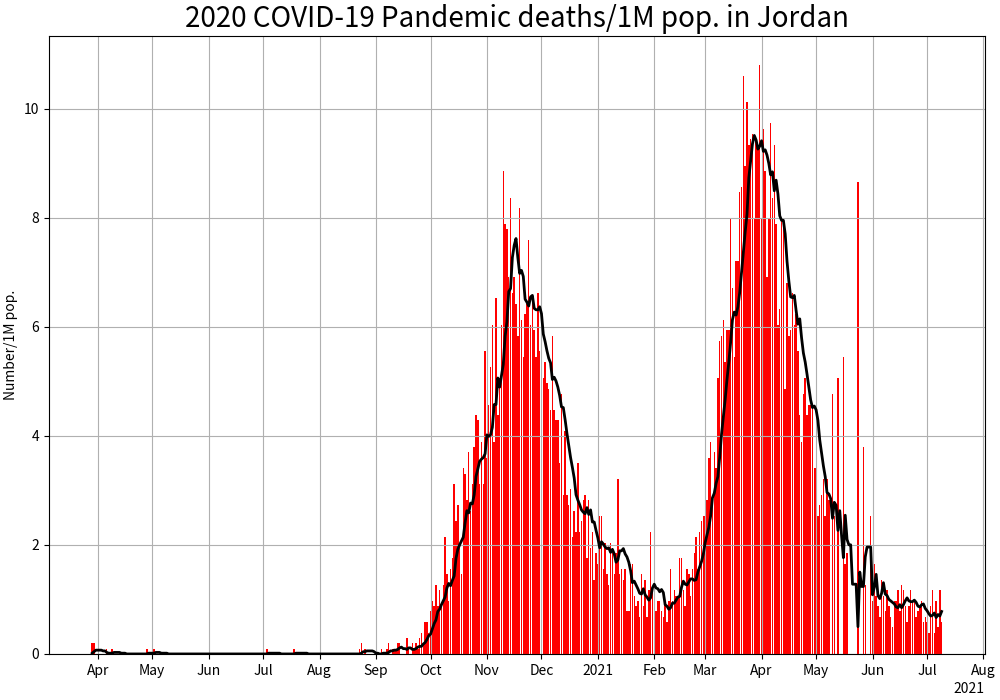 2020 COVID-19 Pandemic deaths/1M pop. in Jordan
Number/1M pop.
10
8
6
4
2
0
Apr May Jun Jul Aug Sep Oct Nov Dec 2021 Feb Mar Apr May Jun Jul Aug
2021